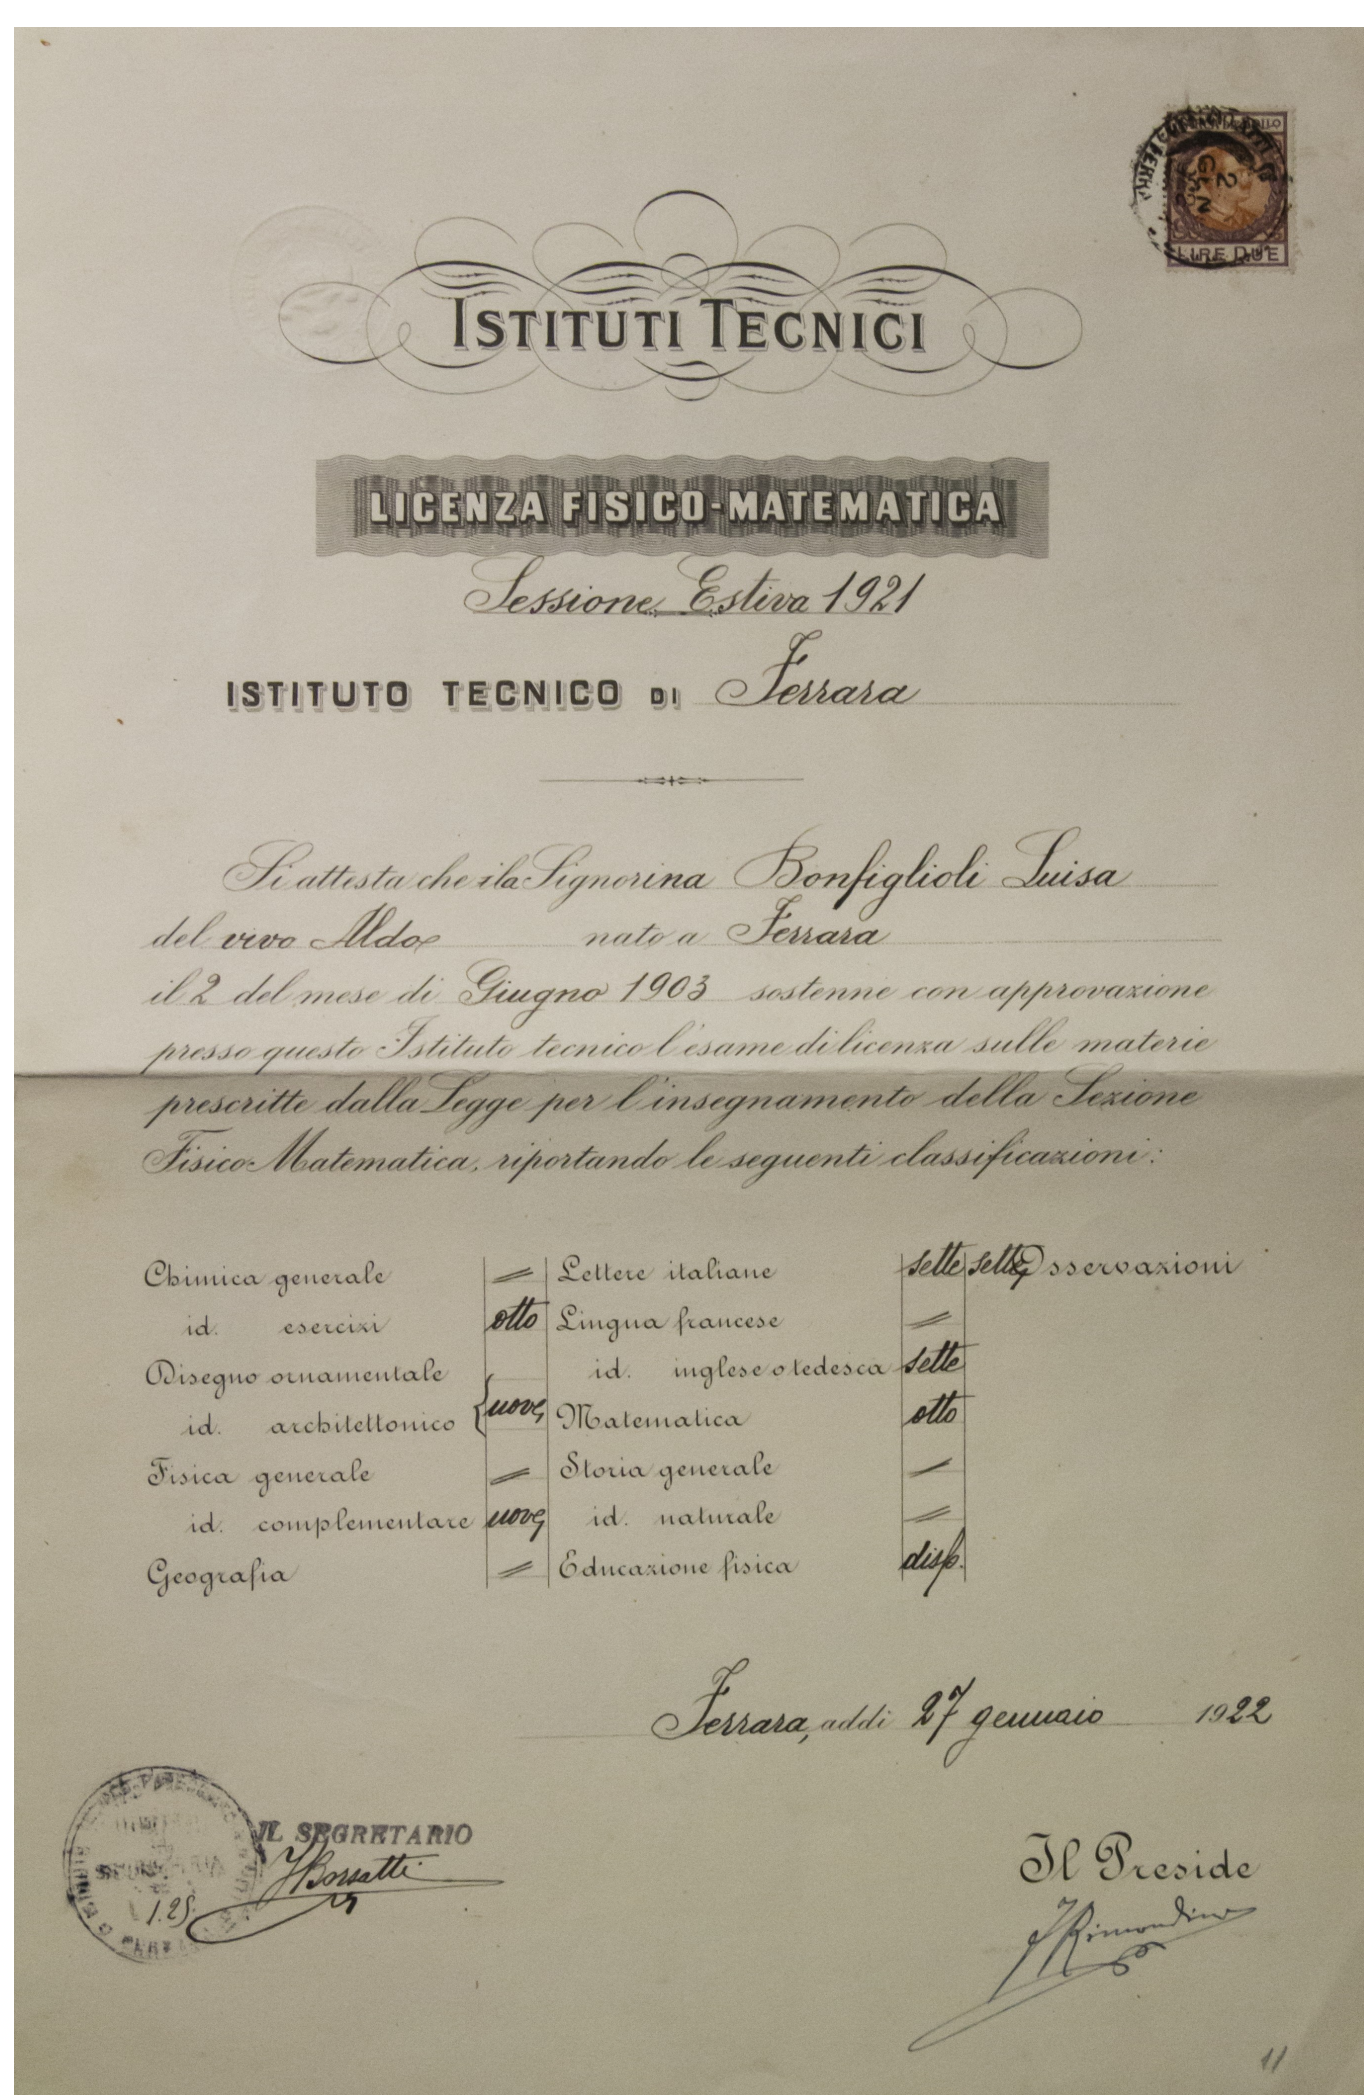 LIRE DUE
2
GEN
ISTITUTI TECNICI
LICENZA FISICO-MATEMATICA
Sessione Estiva 1921
ISTITUTO TECNICO DI Ferrara
Si attesta che il a Signorina Bonfiglioli Luisa
del vivo Aldo nato a Ferrara
il 2 del mese di Giugno 1903 sostenne con approvazione
presso questo Istituto tecnico l'esame di licenza sulle materie
prescritte dalla Legge per l'insegnamento della Sezione
Fisico-Matematica, riportando le seguenti classificazioni:
Chimica generale = Lettere italiane sette sette Osservazioni
id. esercizi otto Lingua francese =
Disegno ornamentale id. inglese o tedesca sette
id. architettonico nove Matematica otto
Fisica generale = Storia generale =
id. complementare nove id. naturale =
Geografia = Educazione fisica disp.
Ferrara, addì 27 gennaio 1922
IL SEGRETARIO
Il Preside
1.25
11